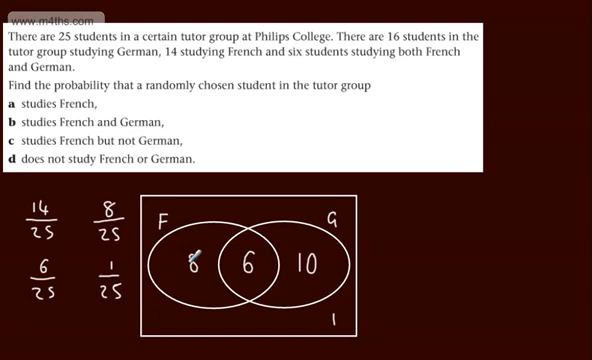 www.m4ths.com
There are 25 students in a certain tutor group at Philips College. There are 16 students in the
tutor group studying German, 14 studying French and six students studying both French
and German.
Find the probability that a randomly chosen student in the tutor group
a studies French,
b studies French and German,
c studies French but not German,
d does not study French or German.
14/25 8/25
6/25 1/25
F G
8 6 10
1